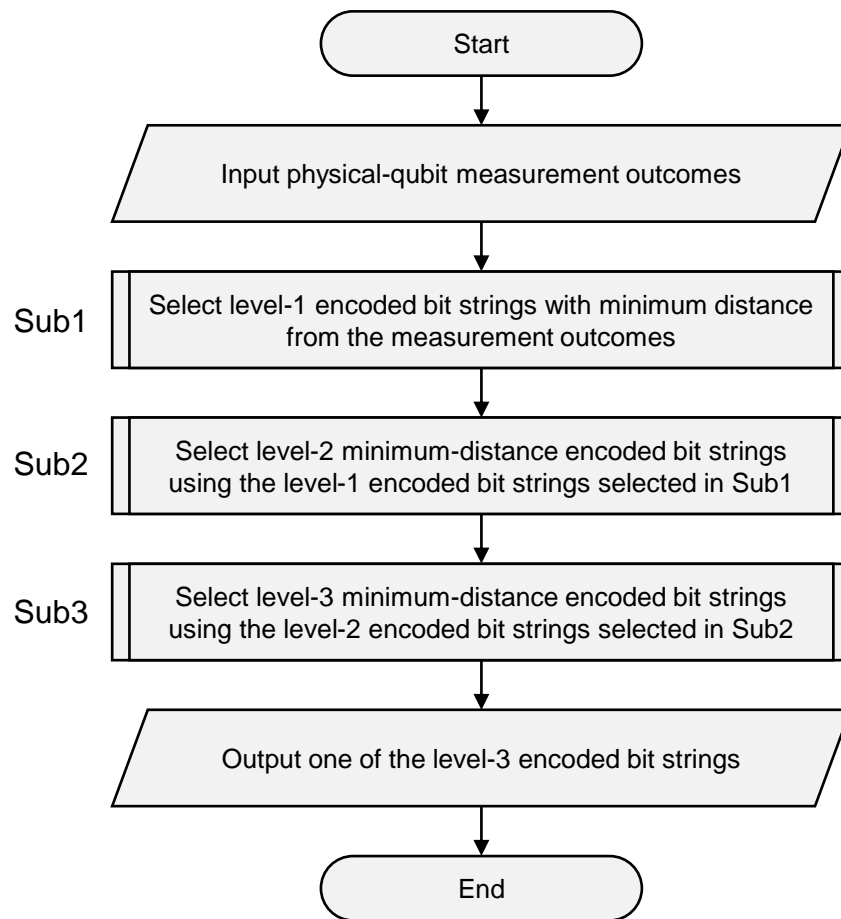 Start
Input physical-qubit measurement outcomes
Sub1
Select level-1 encoded bit strings with minimum distance
from the measurement outcomes
Sub2
Select level-2 minimum-distance encoded bit strings
using the level-1 encoded bit strings selected in Sub1
Sub3
Select level-3 minimum-distance encoded bit strings
using the level-2 encoded bit strings selected in Sub2
Output one of the level-3 encoded bit strings
End